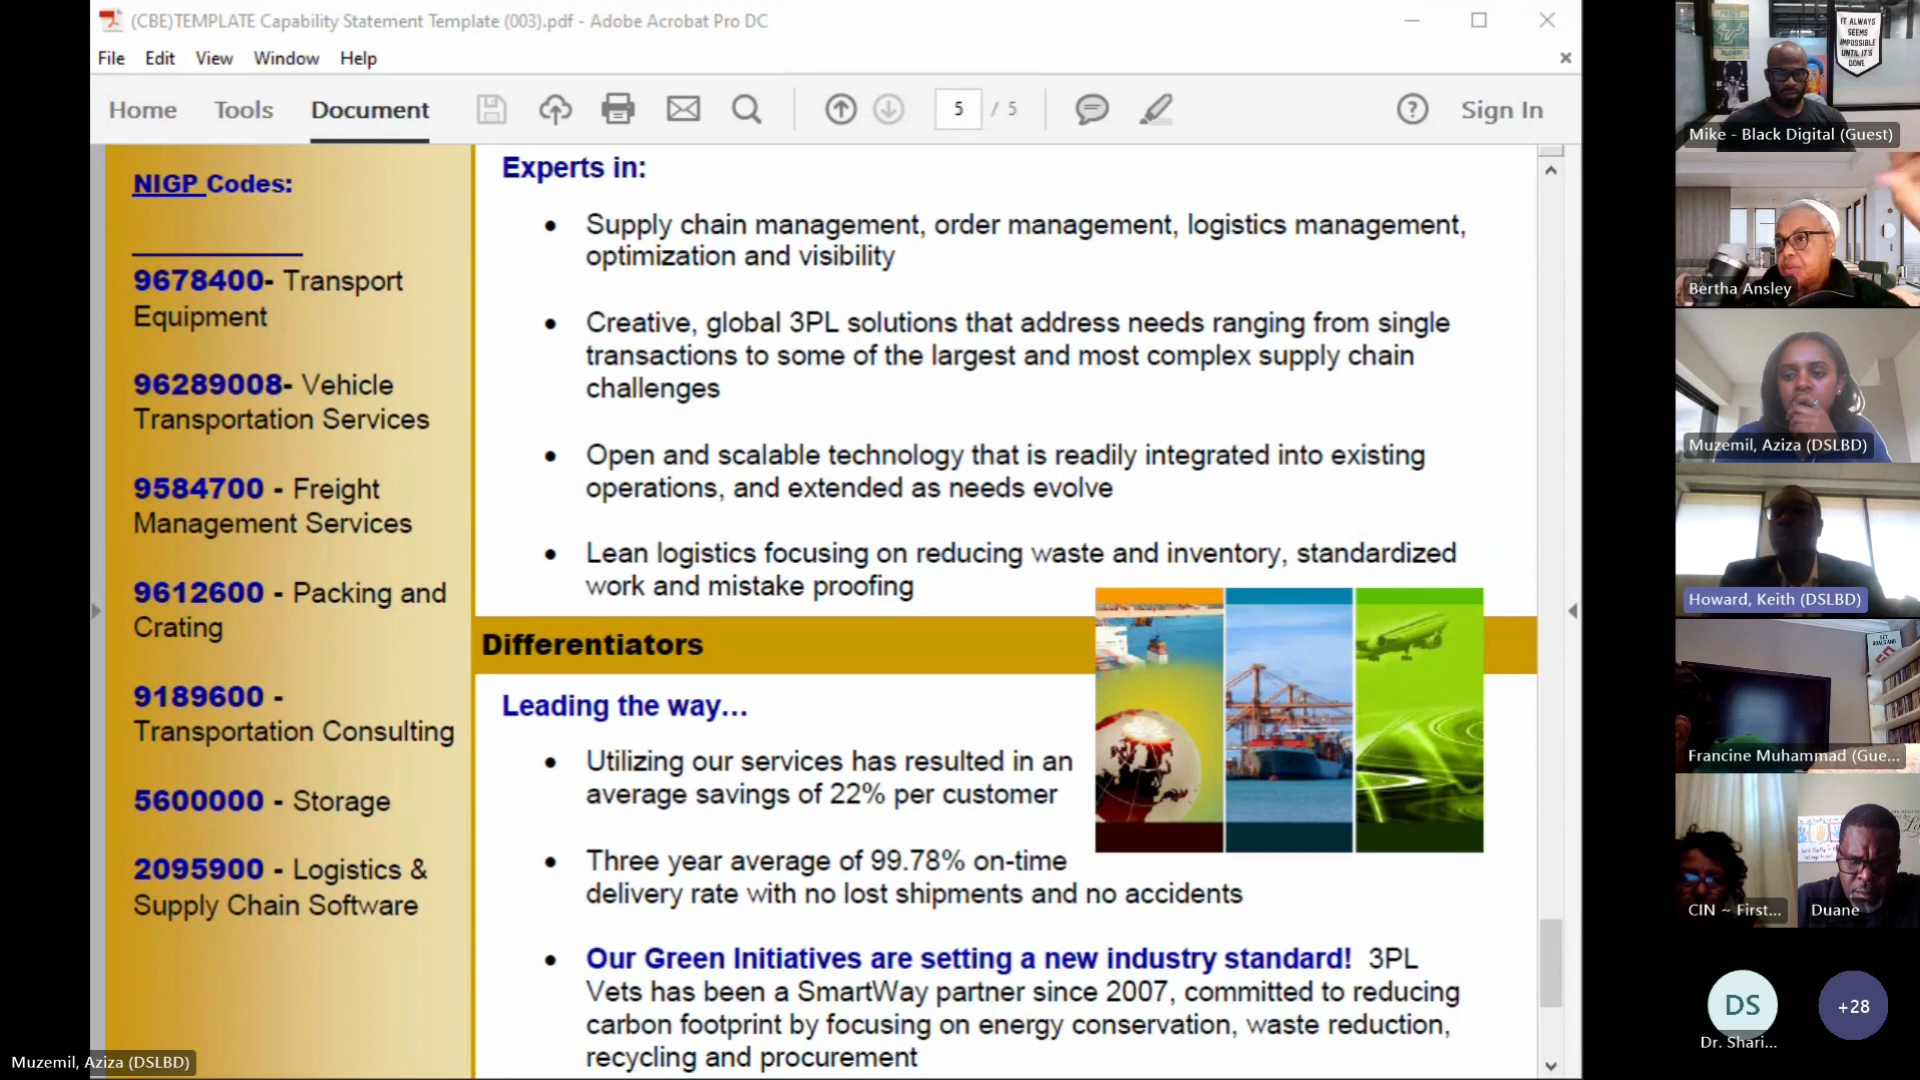 (CBE)TEMPLATE Capability Statement Template (003).pdf - Adobe Acrobat Pro DC
File Edit View Window Help
Home Tools Document 5 / 5 Sign In
NIGP Codes:
9678400- Transport
Equipment
96289008- Vehicle
Transportation Services
9584700 - Freight
Management Services
9612600 - Packing and
Crating
9189600 -
Transportation Consulting
5600000 - Storage
2095900 - Logistics &
Supply Chain Software
Experts in:
• Supply chain management, order management, logistics management,
optimization and visibility
• Creative, global 3PL solutions that address needs ranging from single
transactions to some of the largest and most complex supply chain
challenges
• Open and scalable technology that is readily integrated into existing
operations, and extended as needs evolve
• Lean logistics focusing on reducing waste and inventory, standardized
work and mistake proofing
Differentiators
Leading the way...
• Utilizing our services has resulted in an
average savings of 22% per customer
• Three year average of 99.78% on-time
delivery rate with no lost shipments and no accidents
• Our Green Initiatives are setting a new industry standard! 3PL
Vets has been a SmartWay partner since 2007, committed to reducing
carbon footprint by focusing on energy conservation, waste reduction,
recycling and procurement
Muzemil, Aziza (DSLBD)
IT ALWAYS
SEEMS
IMPOSSIBLE
UNTIL IT'S
DONE
Mike - Black Digital (Guest)
Bertha Ansley
Muzemil, Aziza (DSLBD)
Howard, Keith (DSLBD)
Francine Muhammad (Gue...
CIN ~ First...
Duane
DS
+28
Dr. Shari...